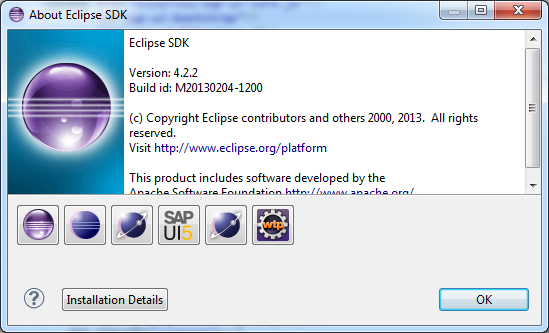 About Eclipse SDK
Eclipse SDK
Version: 4.2.2
Build id: M20130204-1200
(c) Copyright Eclipse contributors and others 2000, 2013.  All rights
reserved.
Visit http://www.eclipse.org/platform
This product includes software developed by the
Apache Software Foundation http://www.apache.org/
SAP
UI5
wtp
?
Installation Details
OK